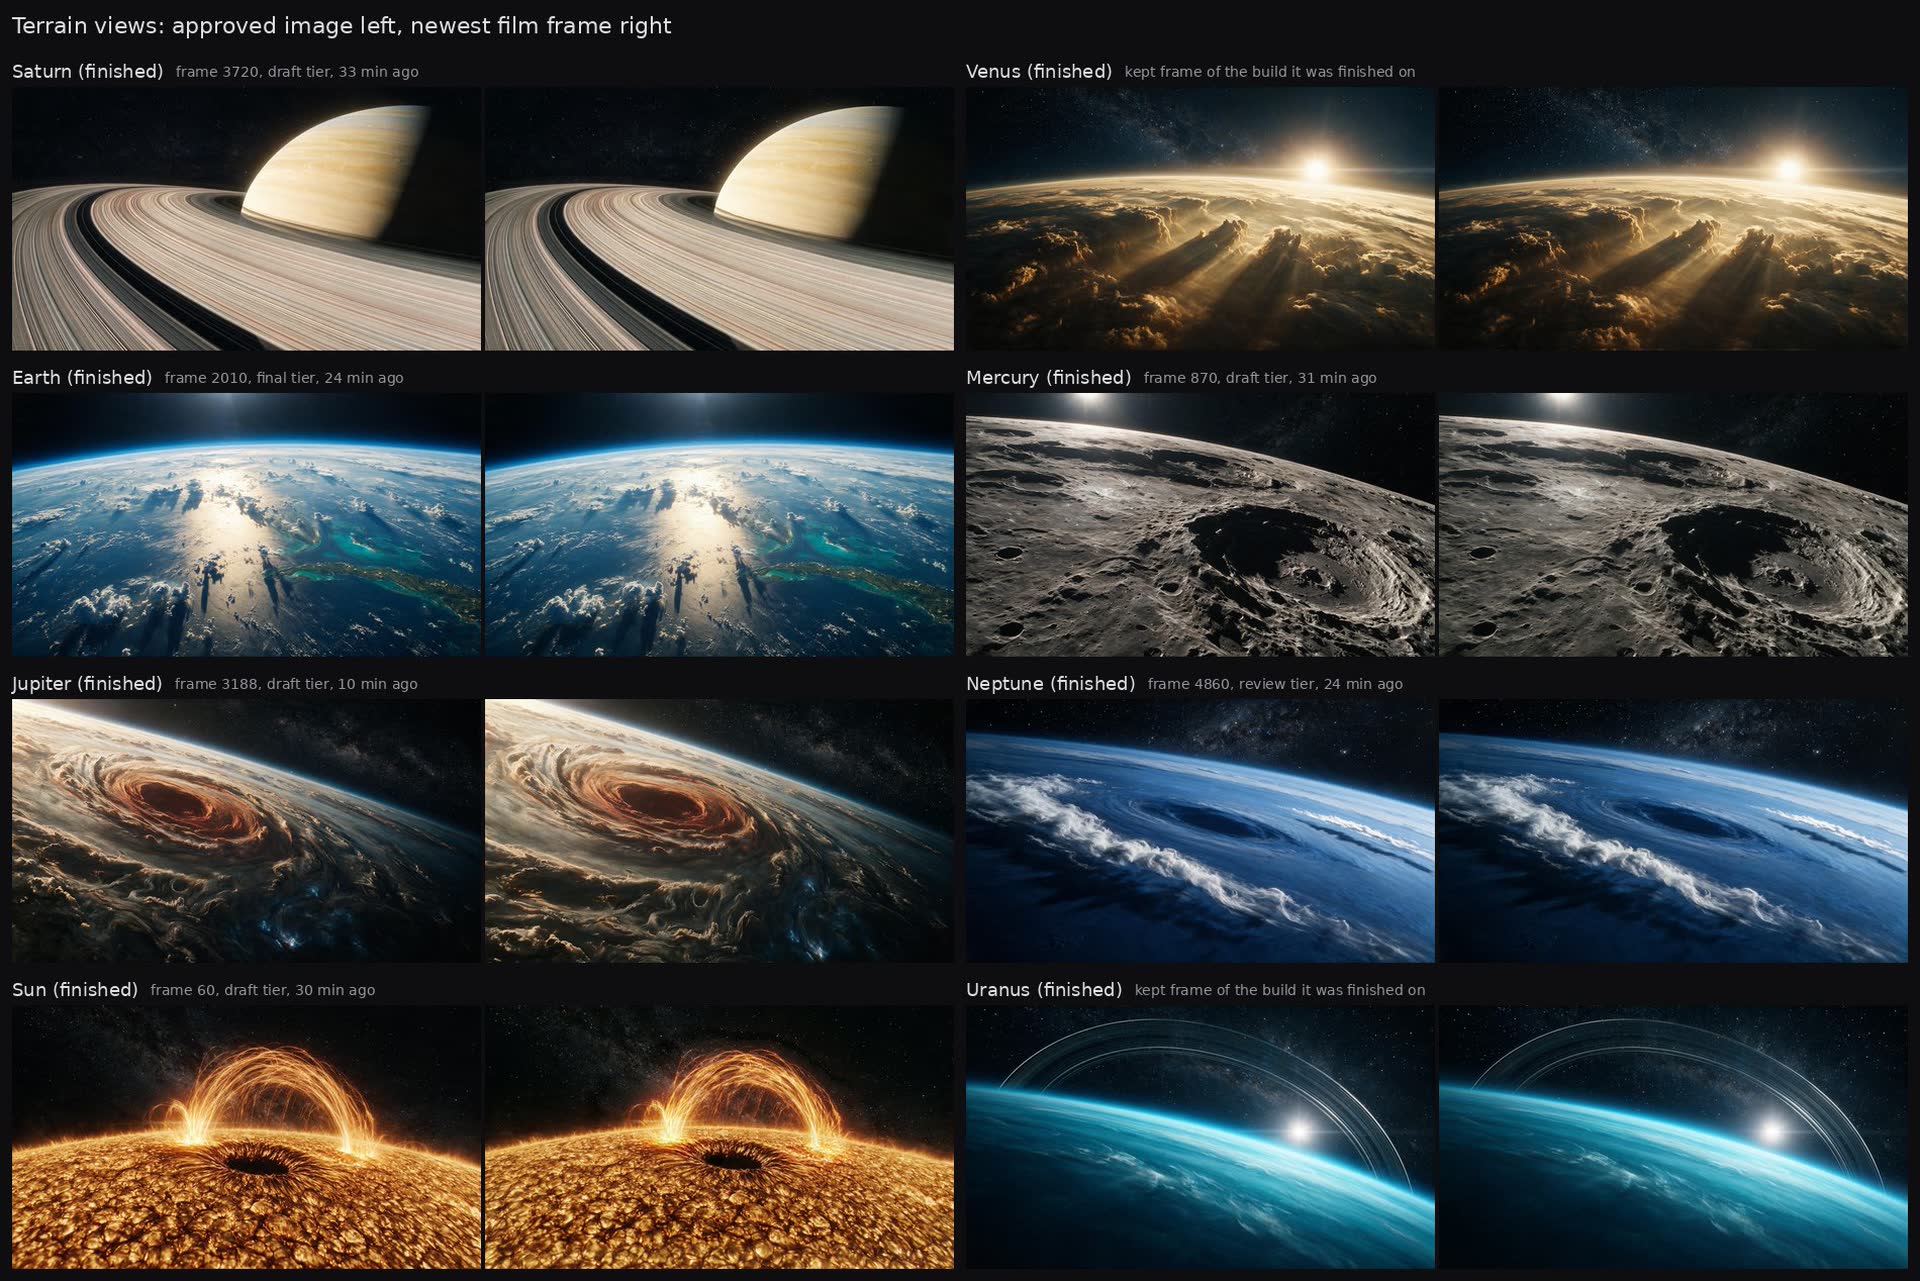 Terrain views: approved image left, newest film frame right
Saturn (finished) frame 3720, draft tier, 33 min ago
Venus (finished) kept frame of the build it was finished on
Earth (finished) frame 2010, final tier, 24 min ago
Mercury (finished) frame 870, draft tier, 31 min ago
Jupiter (finished) frame 3188, draft tier, 10 min ago
Neptune (finished) frame 4860, review tier, 24 min ago
Sun (finished) frame 60, draft tier, 30 min ago
Uranus (finished) kept frame of the build it was finished on